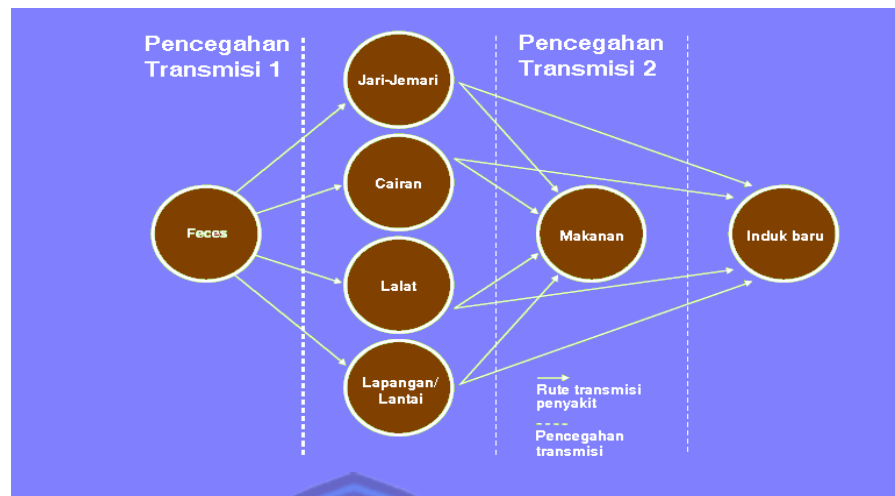 Pencegahan
Transmisi 1
Pencegahan
Transmisi 2
Jari-Jemari
Cairan
Feces
Makanan
Induk baru
Lalat
Lapangan/
Lantai
Rute transmisi
penyakit
Pencegahan
transmisi